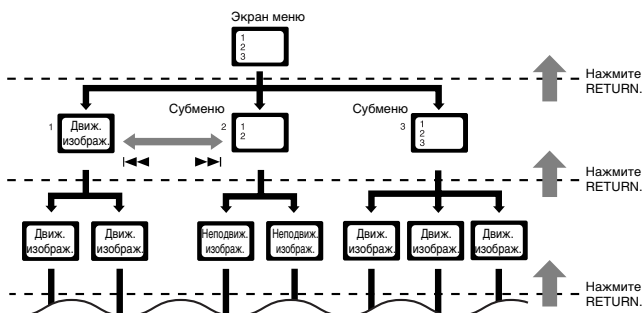 Экран меню
1
2
3
Нажмите
RETURN.
Субменю
Субменю
1
Движ.
изображ.
2
1
2
3
1
2
3
Нажмите
RETURN.
Движ.
изображ.
Движ.
изображ.
Неподвиж.
изображ.
Неподвиж.
изображ.
Движ.
изображ.
Движ.
изображ.
Движ.
изображ.
Нажмите
RETURN.